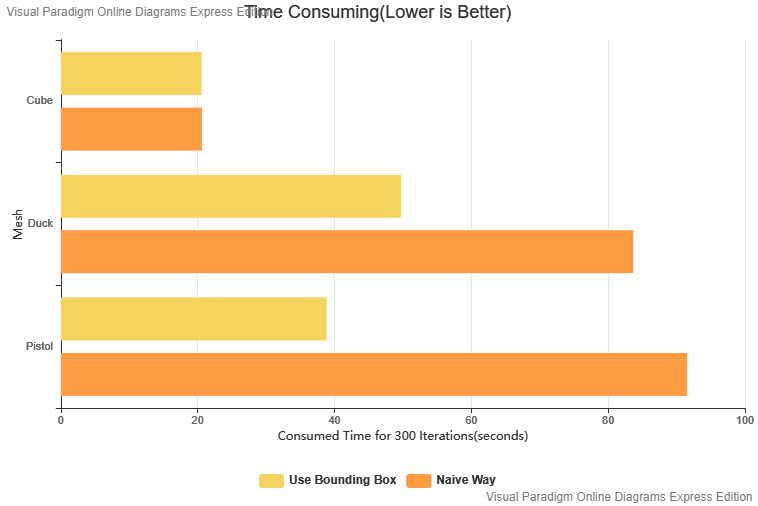 Visual Paradigm Online Diagrams Express Edition
Time Consuming(Lower is Better)
Cube
Duck
Pistol
Mesh
0 20 40 60 80 100
Consumed Time for 300 Iterations(seconds)
Use Bounding Box Naive Way
Visual Paradigm Online Diagrams Express Edition